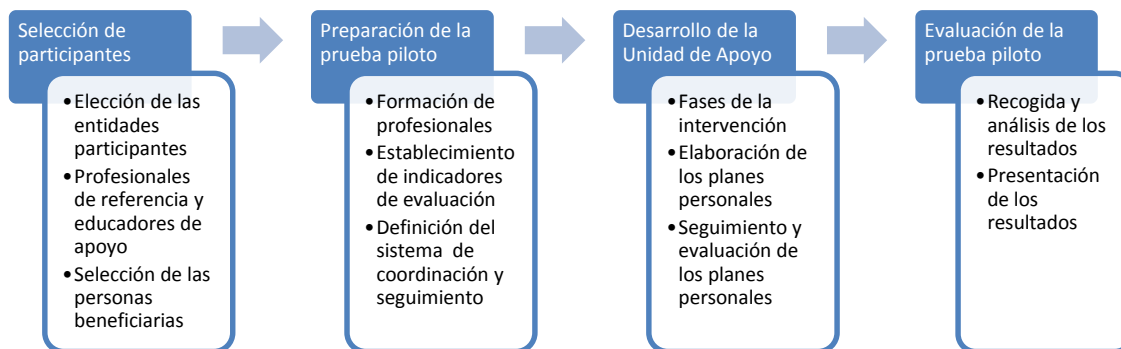 Selección de
participantes
•Elección de las
entidades
participantes
•Profesionales
de referencia y
educadores de
apoyo
•Selección de las
personas
beneficiarias
Preparación de la
prueba piloto
•Formación de
profesionales
•Establecimiento
de indicadores
de evaluación
•Definición del
sistema de
coordinación y
seguimiento
Desarrollo de la
Unidad de Apoyo
•Fases de la
intervención
•Elaboración de
los planes
personales
•Seguimiento y
evaluación de
los planes
personales
Evaluación de la
prueba piloto
•Recogida y
análisis de los
resultados
•Presentación
de los
resultados